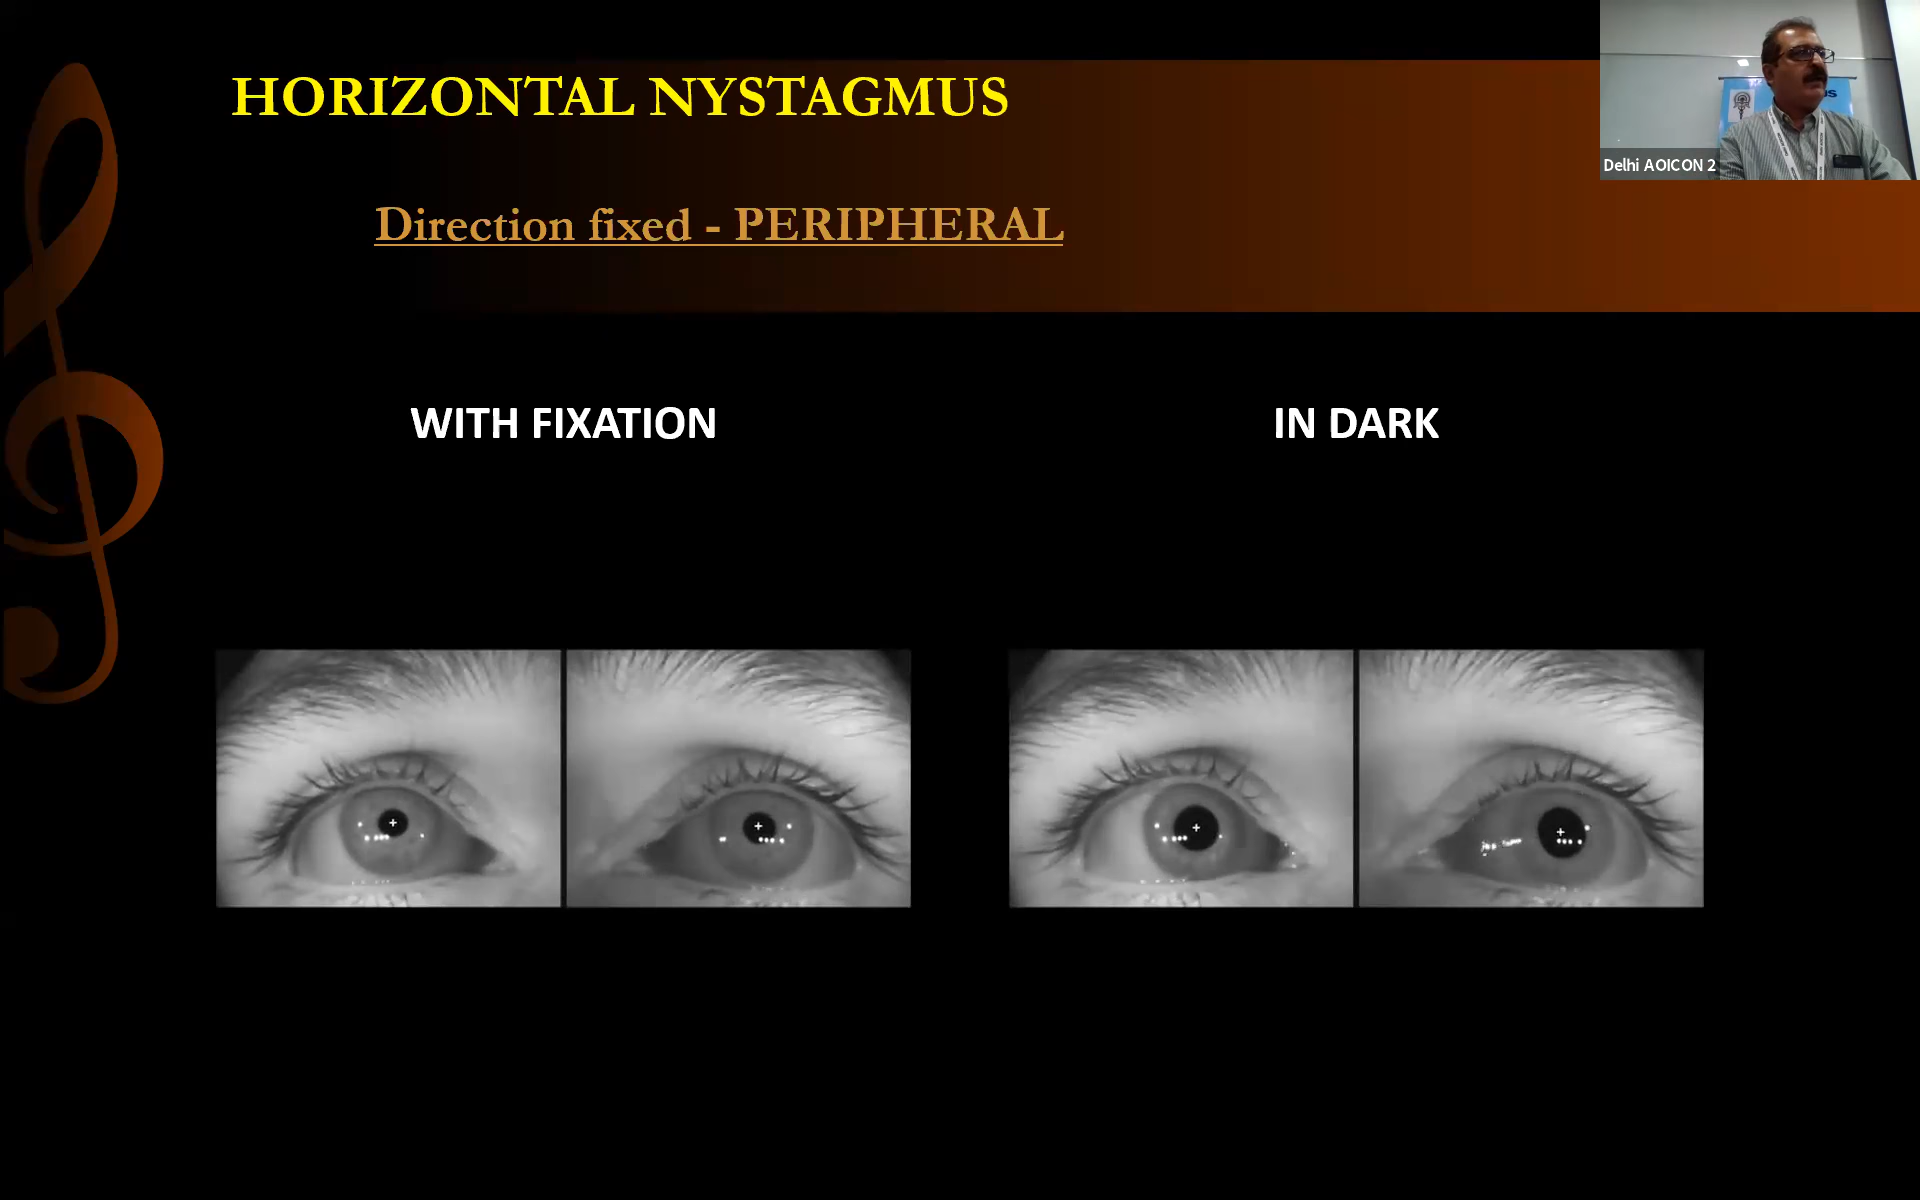 HORIZONTAL NYSTAGMUS
Direction fixed - PERIPHERAL
WITH FIXATION
IN DARK
Delhi AOICON 2